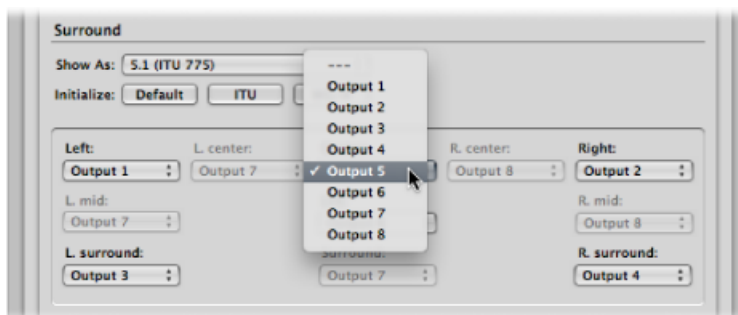 Surround
Show As: 5.1 (ITU 775)
Initialize: Default ITU
---
Output 1
Output 2
Output 3
Output 4
✓ Output 5
Output 6
Output 7
Output 8
Left: L. center: R. center: Right:
Output 1 Output 7 Output 8 Output 2
L. mid: R. mid:
Output 7 Output 8
L. surround: Surround: R. surround:
Output 3 Output 7 Output 4